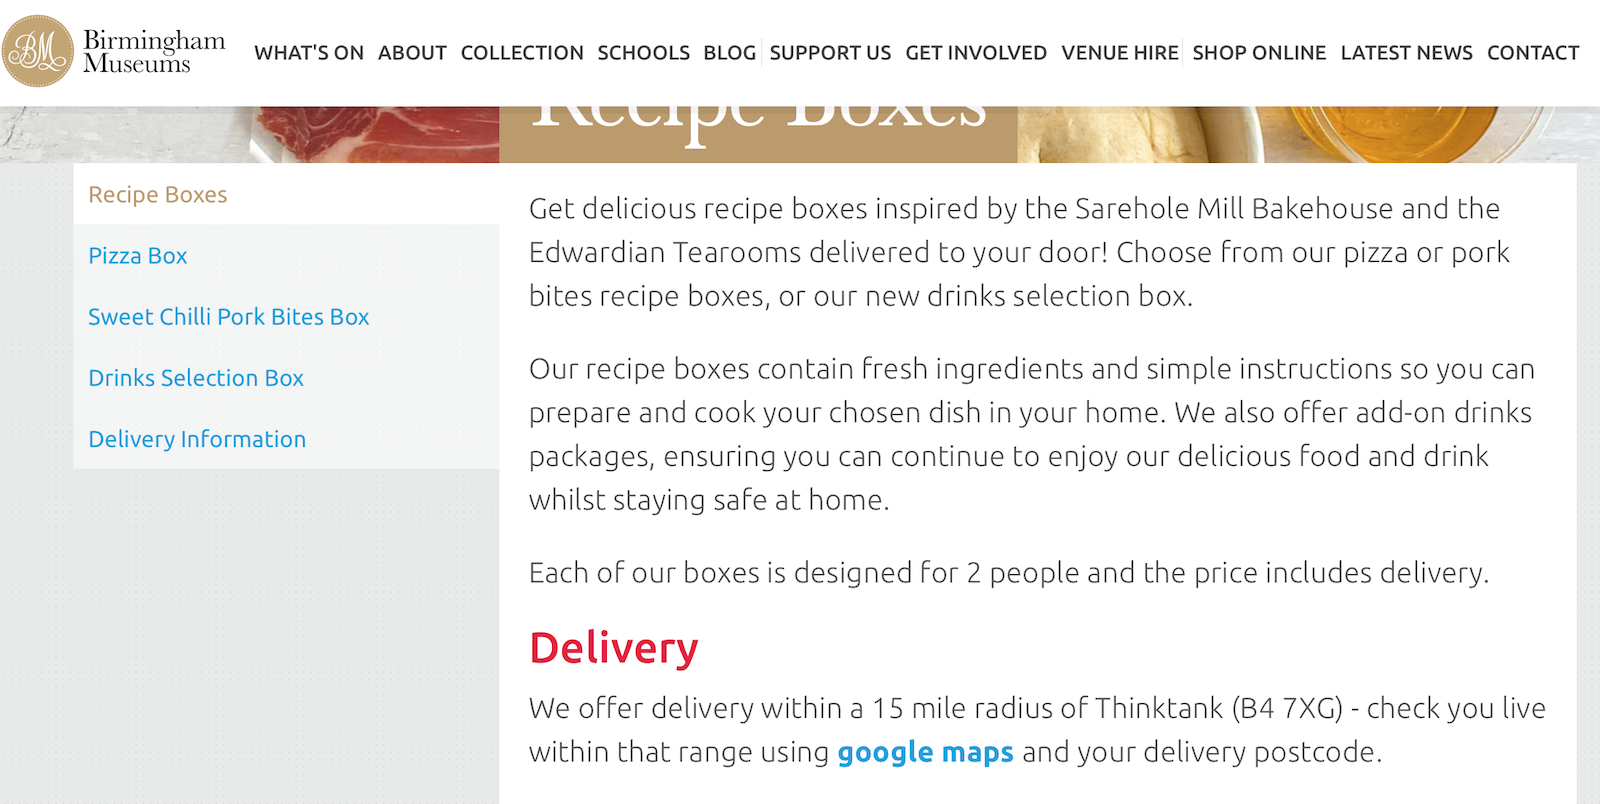 BM
Birmingham
Museums
WHAT'S ON ABOUT COLLECTION SCHOOLS BLOG SUPPORT US GET INVOLVED VENUE HIRE SHOP ONLINE LATEST NEWS CONTACT
Recipe Boxes
Recipe Boxes
Pizza Box
Sweet Chilli Pork Bites Box
Drinks Selection Box
Delivery Information
Get delicious recipe boxes inspired by the Sarehole Mill Bakehouse and the
Edwardian Tearooms delivered to your door! Choose from our pizza or pork
bites recipe boxes, or our new drinks selection box.
Our recipe boxes contain fresh ingredients and simple instructions so you can
prepare and cook your chosen dish in your home. We also offer add-on drinks
packages, ensuring you can continue to enjoy our delicious food and drink
whilst staying safe at home.
Each of our boxes is designed for 2 people and the price includes delivery.
Delivery
We offer delivery within a 15 mile radius of Thinktank (B4 7XG) - check you live
within that range using google maps and your delivery postcode.